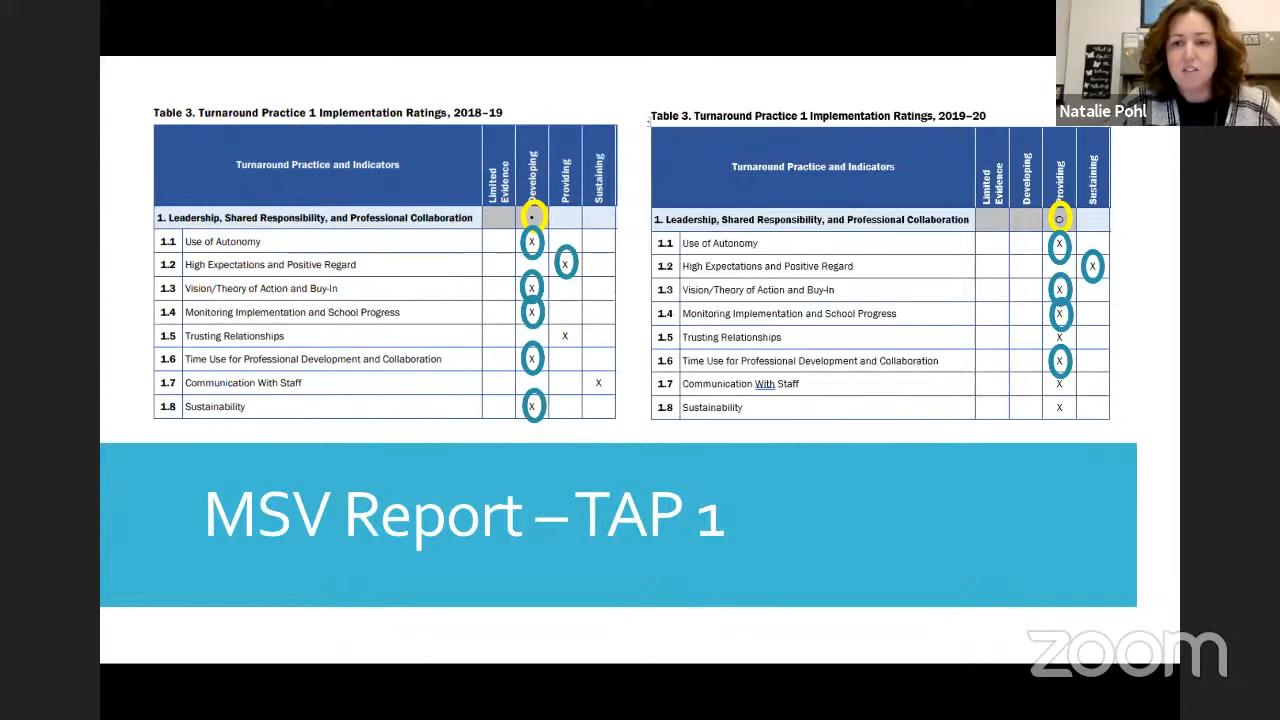 Natalie Pohl
Table 3. Turnaround Practice 1 Implementation Ratings, 2018–19
Turnaround Practice and Indicators
Limited Evidence
Developing
Providing
Sustaining
1. Leadership, Shared Responsibility, and Professional Collaboration •
1.1 Use of Autonomy X
1.2 High Expectations and Positive Regard X
1.3 Vision/Theory of Action and Buy-In X
1.4 Monitoring Implementation and School Progress X
1.5 Trusting Relationships X
1.6 Time Use for Professional Development and Collaboration X
1.7 Communication With Staff X
1.8 Sustainability X
Table 3. Turnaround Practice 1 Implementation Ratings, 2019–20
Turnaround Practice and Indicators
Limited Evidence
Developing
Providing
Sustaining
1. Leadership, Shared Responsibility, and Professional Collaboration ○
1.1 Use of Autonomy X
1.2 High Expectations and Positive Regard X
1.3 Vision/Theory of Action and Buy-In X
1.4 Monitoring Implementation and School Progress X
1.5 Trusting Relationships X
1.6 Time Use for Professional Development and Collaboration X
1.7 Communication With Staff X
1.8 Sustainability X
MSV Report – TAP 1
zoom